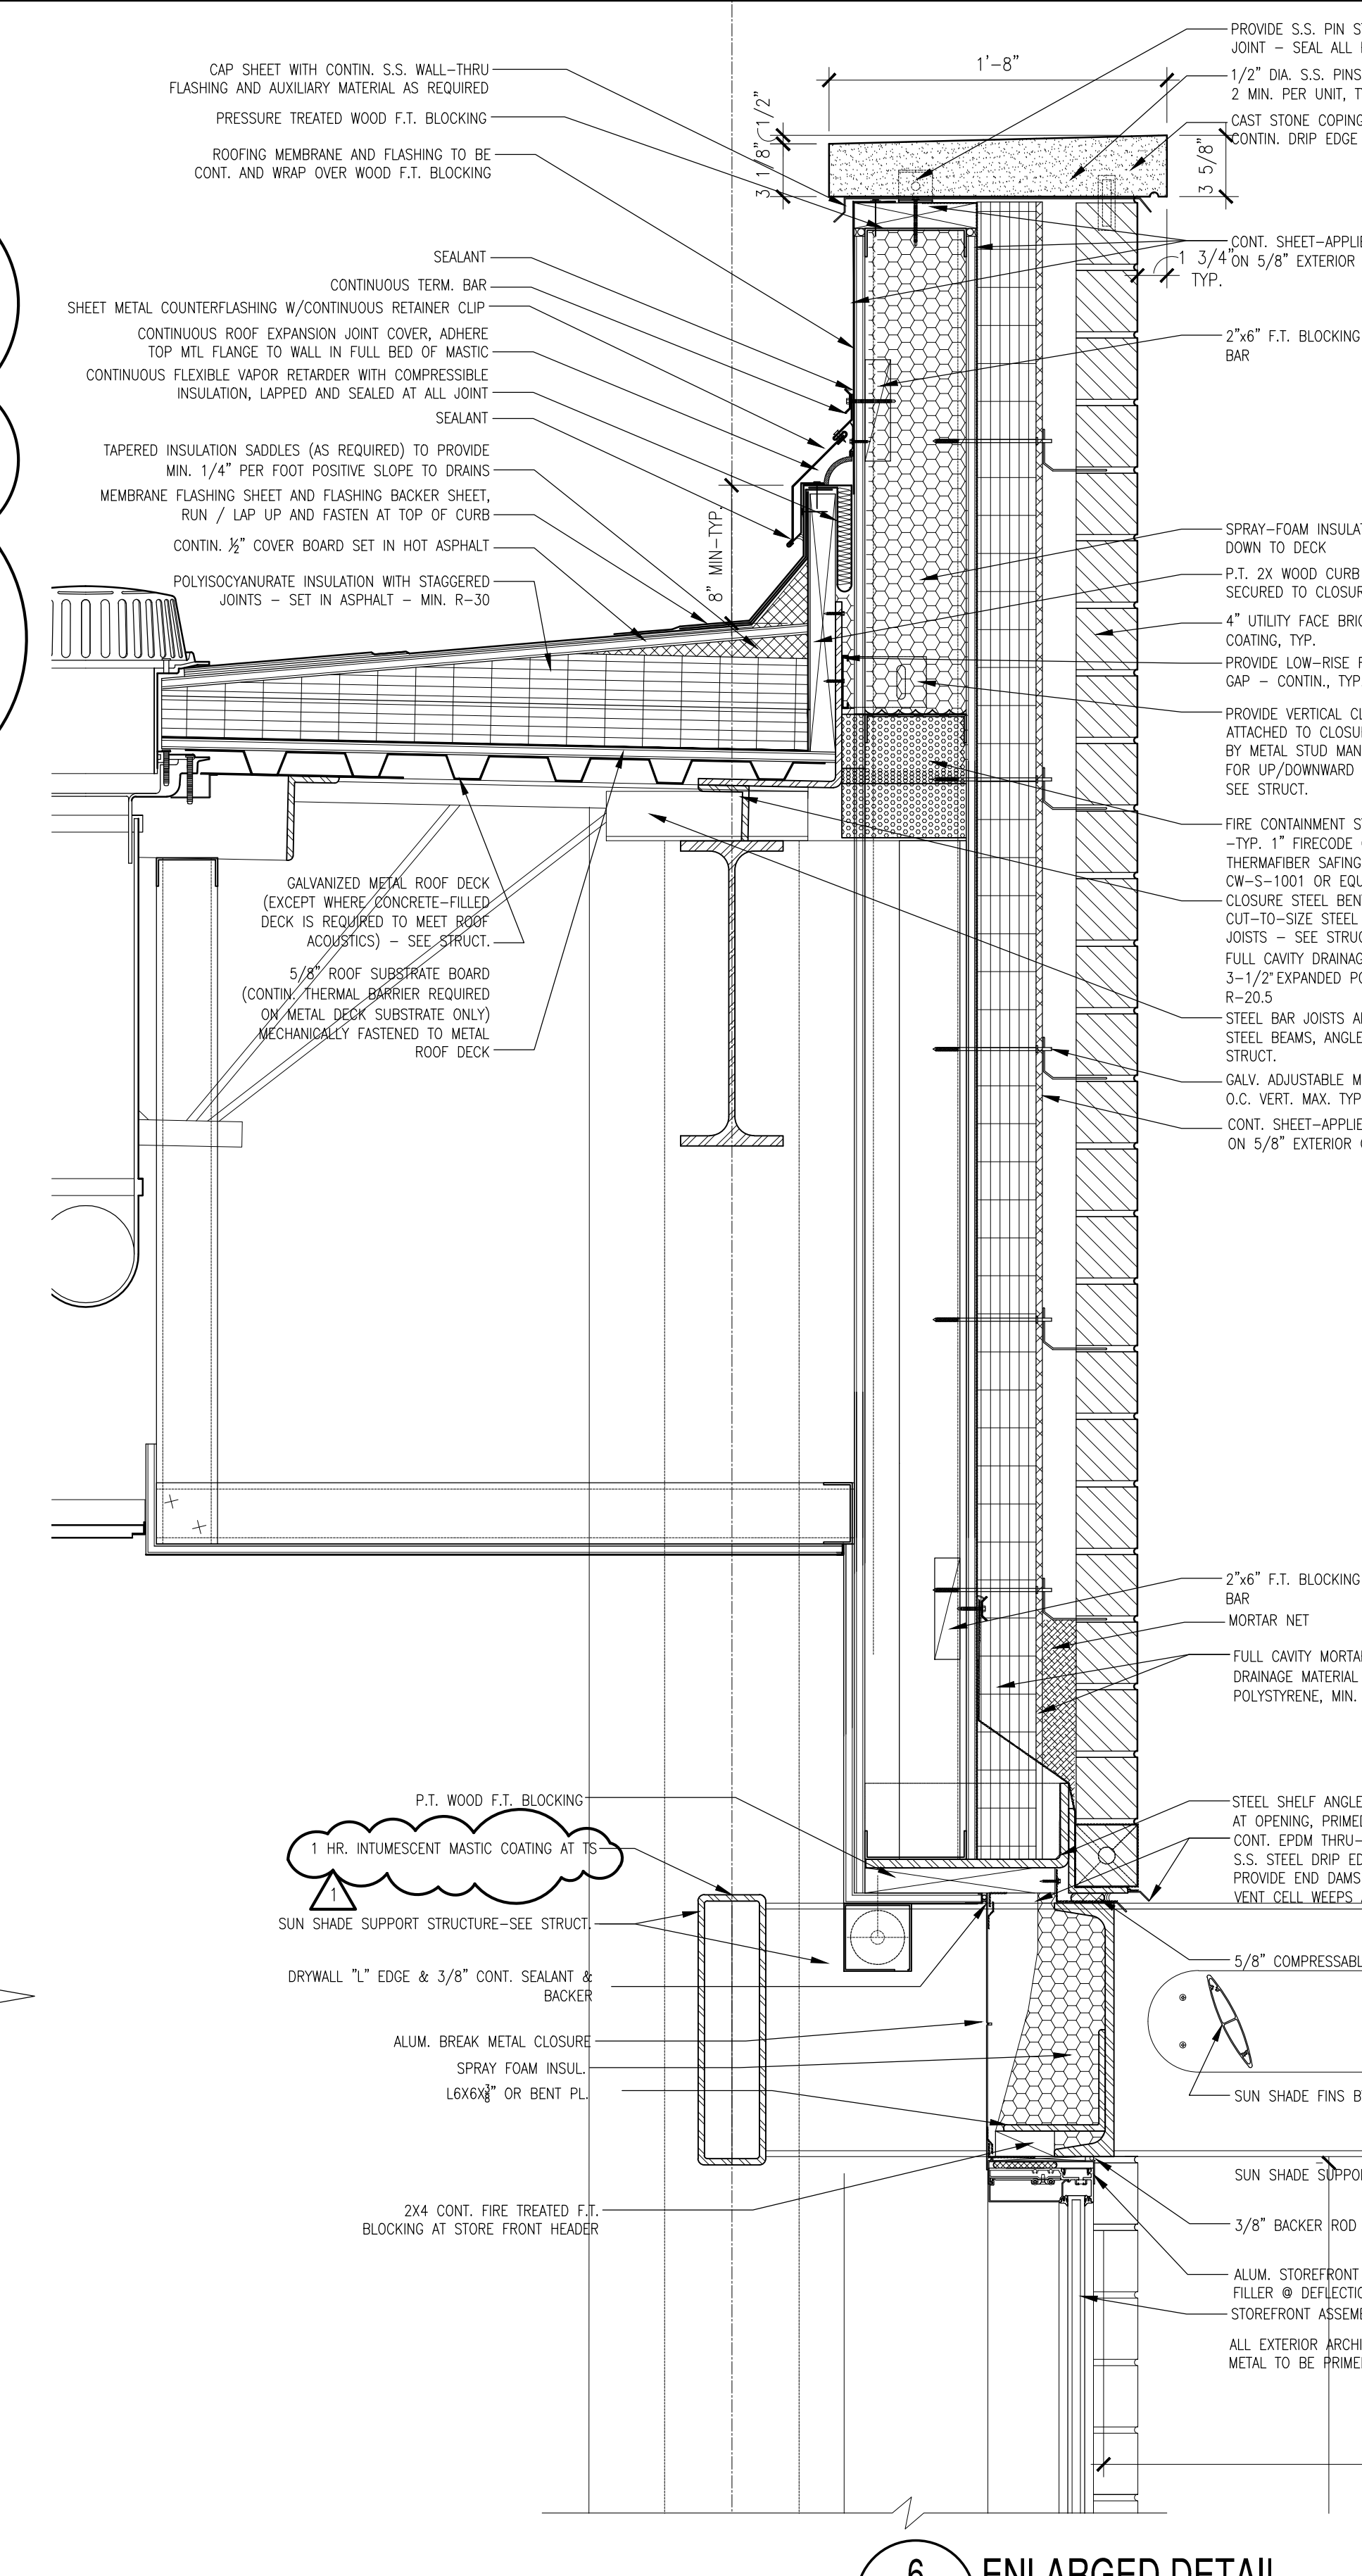 CAP SHEET WITH CONTIN. S.S. WALL-THRU
FLASHING AND AUXILIARY MATERIAL AS REQUIRED
PRESSURE TREATED WOOD F.T. BLOCKING
ROOFING MEMBRANE AND FLASHING TO BE
CONT. AND WRAP OVER WOOD F.T. BLOCKING
SEALANT
CONTINUOUS TERM. BAR
SHEET METAL COUNTERFLASHING W/CONTINUOUS RETAINER CLIP
CONTINUOUS ROOF EXPANSION JOINT COVER, ADHERE
TOP MTL FLANGE TO WALL IN FULL BED OF MASTIC
CONTINUOUS FLEXIBLE VAPOR RETARDER WITH COMPRESSIBLE
INSULATION, LAPPED AND SEALED AT ALL JOINT
SEALANT
TAPERED INSULATION SADDLES (AS REQUIRED) TO PROVIDE
MIN. 1/4" PER FOOT POSITIVE SLOPE TO DRAINS
MEMBRANE FLASHING SHEET AND FLASHING BACKER SHEET,
RUN / LAP UP AND FASTEN AT TOP OF CURB
CONTIN. ½" COVER BOARD SET IN HOT ASPHALT
POLYISOCYANURATE INSULATION WITH STAGGERED
JOINTS - SET IN ASPHALT - MIN. R-30
8" MIN-TYP.
1'-8"
1/2"
3 1/8"
3 5/8"
1 3/4"
TYP.
GALVANIZED METAL ROOF DECK
(EXCEPT WHERE CONCRETE-FILLED
DECK IS REQUIRED TO MEET ROOF
ACOUSTICS) - SEE STRUCT.
5/8" ROOF SUBSTRATE BOARD
(CONTIN. THERMAL BARRIER REQUIRED
ON METAL DECK SUBSTRATE ONLY)
MECHANICALLY FASTENED TO METAL
ROOF DECK
P.T. WOOD F.T. BLOCKING
1 HR. INTUMESCENT MASTIC COATING AT TS
1
SUN SHADE SUPPORT STRUCTURE-SEE STRUCT.
DRYWALL "L" EDGE & 3/8" CONT. SEALANT &
BACKER
ALUM. BREAK METAL CLOSURE
SPRAY FOAM INSUL.
L6X6X⅜" OR BENT PL.
2X4 CONT. FIRE TREATED F.T.
BLOCKING AT STORE FRONT HEADER
PROVIDE S.S. PIN S
JOINT - SEAL ALL
1/2" DIA. S.S. PINS
2 MIN. PER UNIT, T
CAST STONE COPING
CONTIN. DRIP EDGE
CONT. SHEET-APPLIE
ON 5/8" EXTERIOR
2"x6" F.T. BLOCKING
BAR
SPRAY-FOAM INSULAT
DOWN TO DECK
P.T. 2X WOOD CURB
SECURED TO CLOSUR
4" UTILITY FACE BRIC
COATING, TYP.
PROVIDE LOW-RISE F
GAP - CONTIN., TYP
PROVIDE VERTICAL CL
ATTACHED TO CLOSU
BY METAL STUD MAN
FOR UP/DOWNWARD
SEE STRUCT.
FIRE CONTAINMENT S
-TYP. 1" FIRECODE
THERMAFIBER SAFING
CW-S-1001 OR EQU
CLOSURE STEEL BEN
CUT-TO-SIZE STEEL
JOISTS - SEE STRUC
FULL CAVITY DRAINAG
3-1/2" EXPANDED PO
R-20.5
STEEL BAR JOISTS A
STEEL BEAMS, ANGLE
STRUCT.
GALV. ADJUSTABLE M
O.C. VERT. MAX. TYP
CONT. SHEET-APPLIE
ON 5/8" EXTERIOR
2"x6" F.T. BLOCKING
BAR
MORTAR NET
FULL CAVITY MORTA
DRAINAGE MATERIAL
POLYSTYRENE, MIN.
STEEL SHELF ANGLE
AT OPENING, PRIMED
CONT. EPDM THRU-
S.S. STEEL DRIP ED
PROVIDE END DAMS
VENT CELL WEEPS
5/8" COMPRESSABL
SUN SHADE FINS B
SUN SHADE SUPPO
3/8" BACKER ROD
ALUM. STOREFRONT
FILLER @ DEFLECTIO
STOREFRONT ASSEM
ALL EXTERIOR ARCHI
METAL TO BE PRIME
6
ENLARGED DETAIL